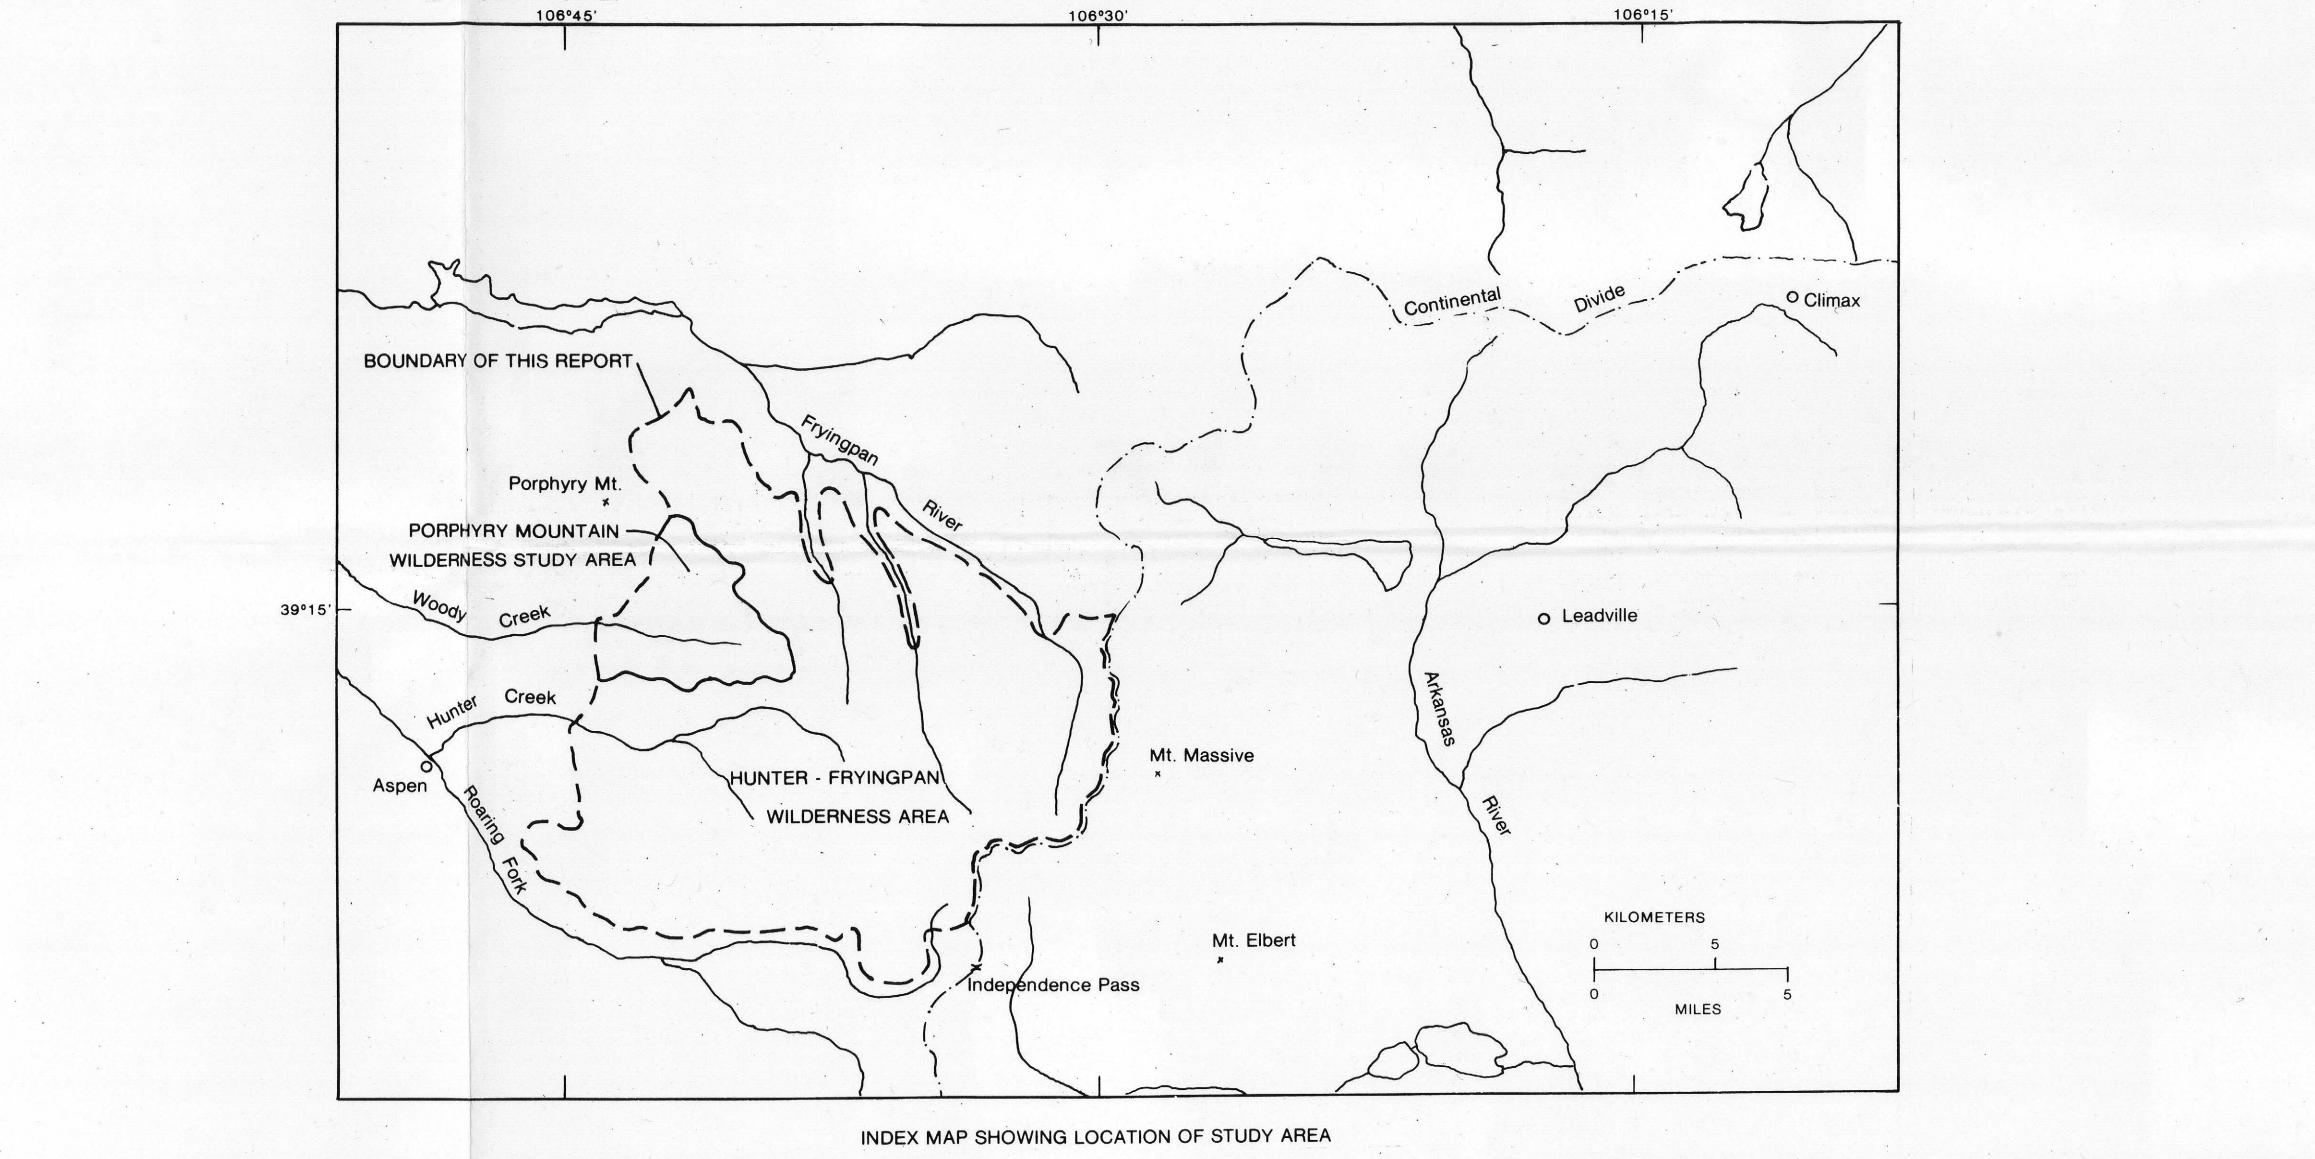 106°45'
106°30'
106°15'
Continental
Divide
Climax
BOUNDARY OF THIS REPORT
Fryingpan
River
Porphyry Mt.
PORPHYRY MOUNTAIN
WILDERNESS STUDY AREA
39°15'
Woody
Creek
Leadville
Hunter
Creek
Arkansas
River
Mt. Massive
Aspen
HUNTER - FRYINGPAN
WILDERNESS AREA
Roaring
Fork
Mt. Elbert
Independence Pass
KILOMETERS
0 5
0 5
MILES
INDEX MAP SHOWING LOCATION OF STUDY AREA